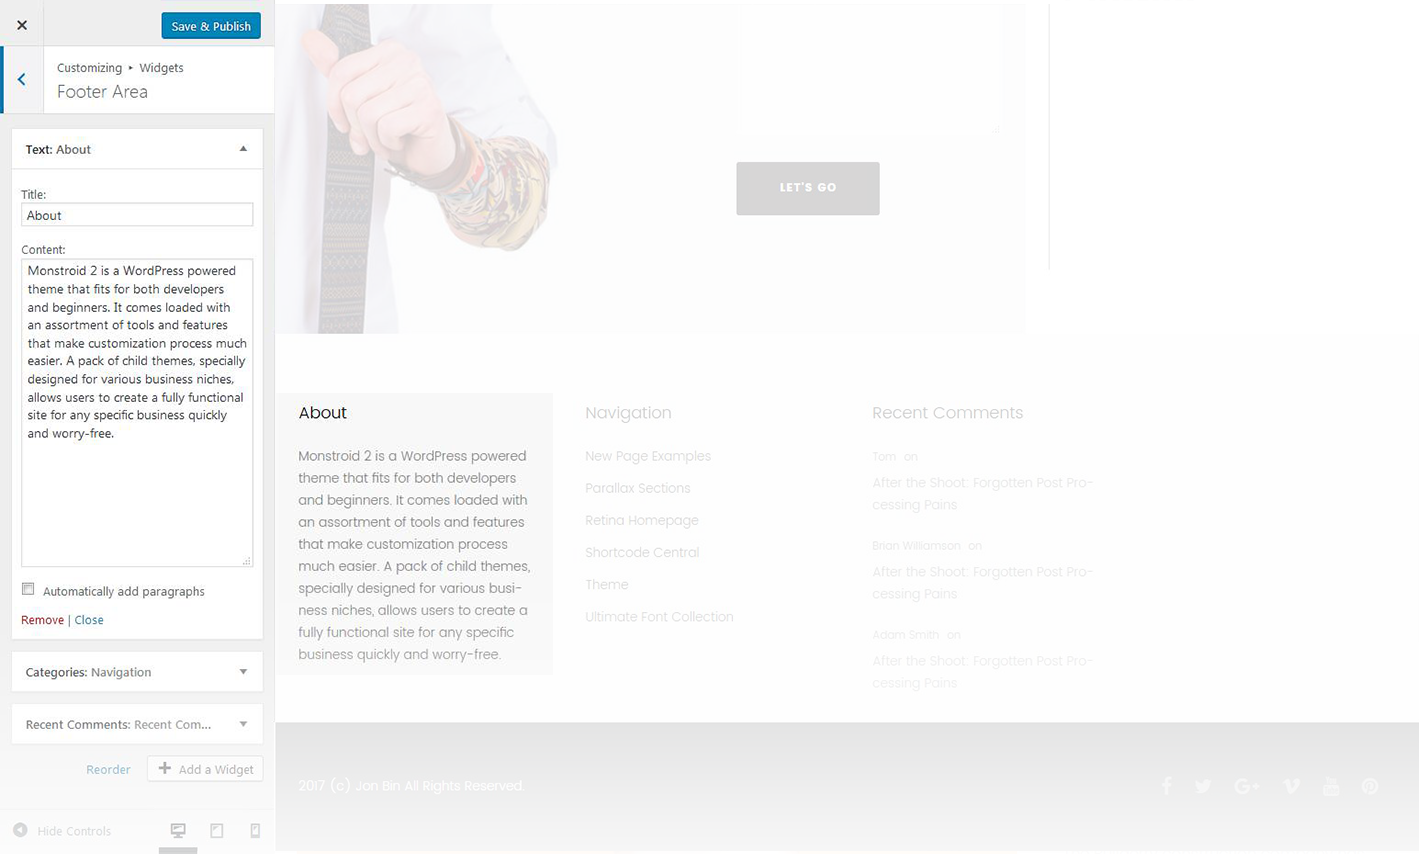 Save & Publish
Customizing ▸ Widgets
Footer Area
Text: About
Title:
About
Content:
Monstroid 2 is a WordPress powered
theme that fits for both developers
and beginners. It comes loaded with
an assortment of tools and features
that make customization process much
easier. A pack of child themes, specially
designed for various business niches,
allows users to create a fully functional
site for any specific business quickly
and worry-free.
Automatically add paragraphs
Remove | Close
Categories: Navigation
Recent Comments: Recent Com...
Reorder
Add a Widget
Hide Controls
LET'S GO
About
Monstroid 2 is a WordPress powered
theme that fits for both developers
and beginners. It comes loaded with
an assortment of tools and features
that make customization process
much easier. A pack of child themes,
specially designed for various busi-
ness niches, allows users to create a
fully functional site for any specific
business quickly and worry-free.
Navigation
New Page Examples
Parallax Sections
Retina Homepage
Shortcode Central
Theme
Ultimate Font Collection
Recent Comments
Tom on
After the Shoot: Forgotten Post Pro-
cessing Pains
Brian Williamson on
After the Shoot: Forgotten Post Pro-
cessing Pains
Adam Smith on
After the Shoot: Forgotten Post Pro-
cessing Pains
2017 (c) Jon Bin All Rights Reserved.